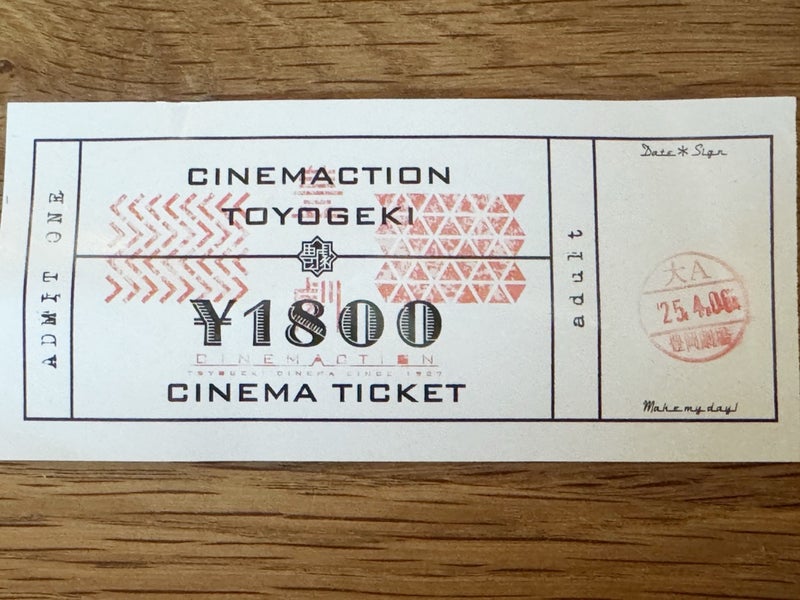 ADMIT ONE
CINEMACTION
TOYOGEKI
¥1800
CINEMACTION
TOYOGEKI CINEMA SINCE 1927
CINEMA TICKET
adult
Date*Sign
大A
'25.4.06
豊岡劇場
Make my day!